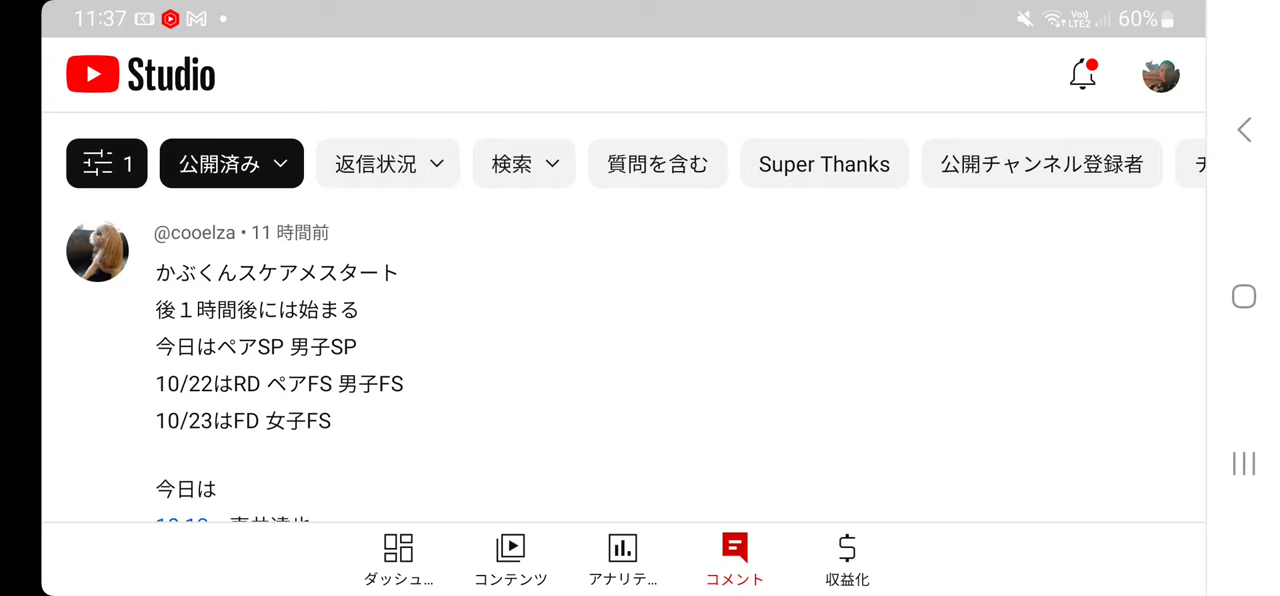 11:37
Vo)) LTE2 60%
Studio
1 公開済み 返信状況 検索 質問を含む Super Thanks 公開チャンネル登録者
@cooelza • 11 時間前
かぶくんスケアメスタート
後１時間後には始まる
今日はペアSP 男子SP
10/22はRD ペアFS 男子FS
10/23はFD 女子FS
今日は
ダッシュ... コンテンツ アナリテ... コメント 収益化